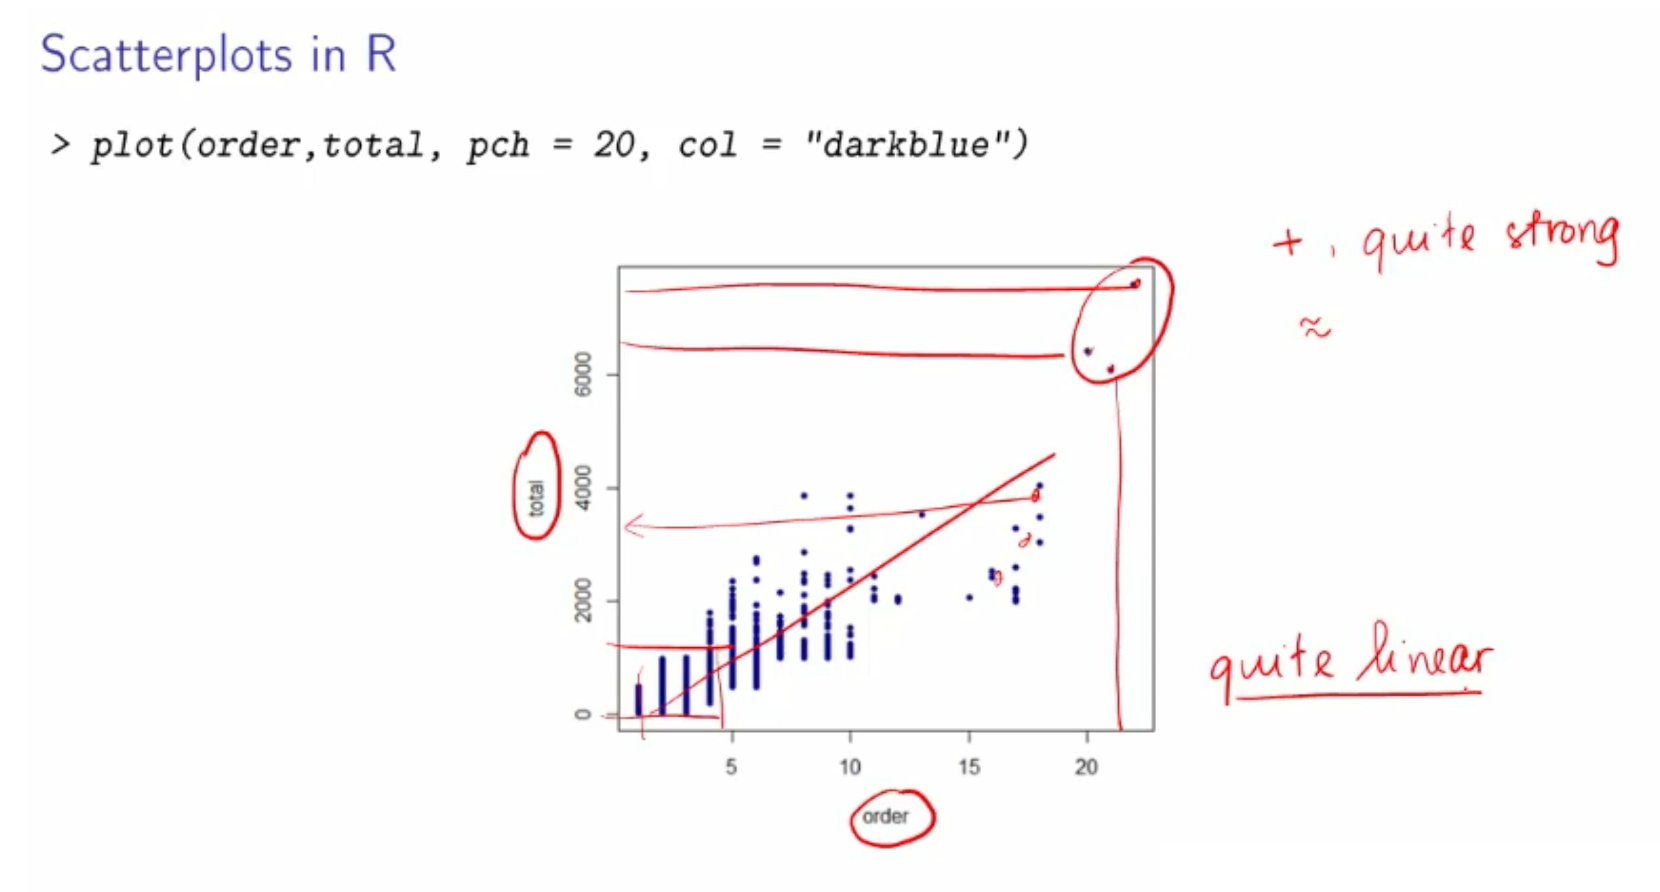 Scatterplots in R
> plot(order,total, pch = 20, col = "darkblue")
+, quite strong
≈
6000
4000
2000
0
total
quite linear
5 10 15 20
order